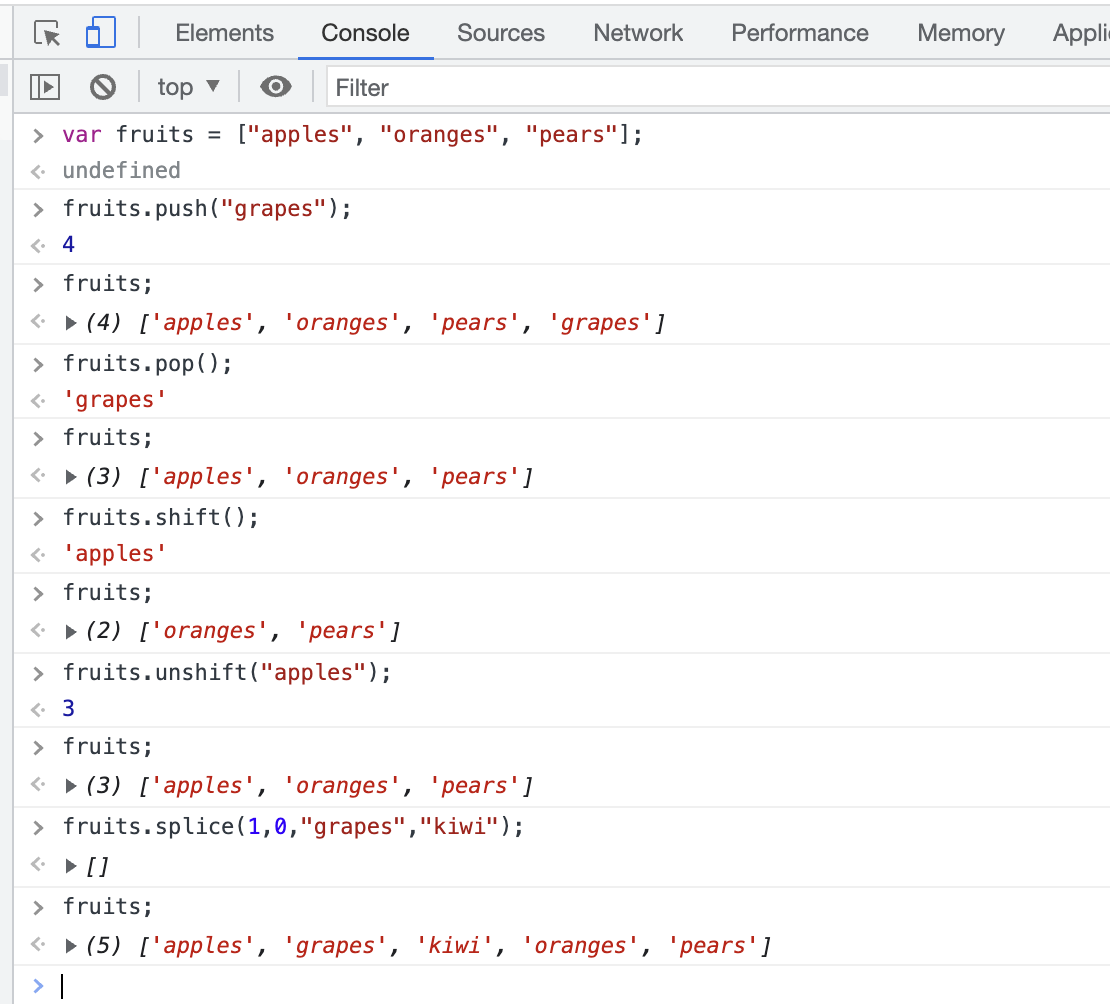 Elements Console Sources Network Performance Memory Appli
top ▼ Filter
> var fruits = ["apples", "oranges", "pears"];
<· undefined
> fruits.push("grapes");
<· 4
> fruits;
<· ▶ (4) ['apples', 'oranges', 'pears', 'grapes']
> fruits.pop();
<· 'grapes'
> fruits;
<· ▶ (3) ['apples', 'oranges', 'pears']
> fruits.shift();
<· 'apples'
> fruits;
<· ▶ (2) ['oranges', 'pears']
> fruits.unshift("apples");
<· 3
> fruits;
<· ▶ (3) ['apples', 'oranges', 'pears']
> fruits.splice(1,0,"grapes","kiwi");
<· ▶ []
> fruits;
<· ▶ (5) ['apples', 'grapes', 'kiwi', 'oranges', 'pears']
>